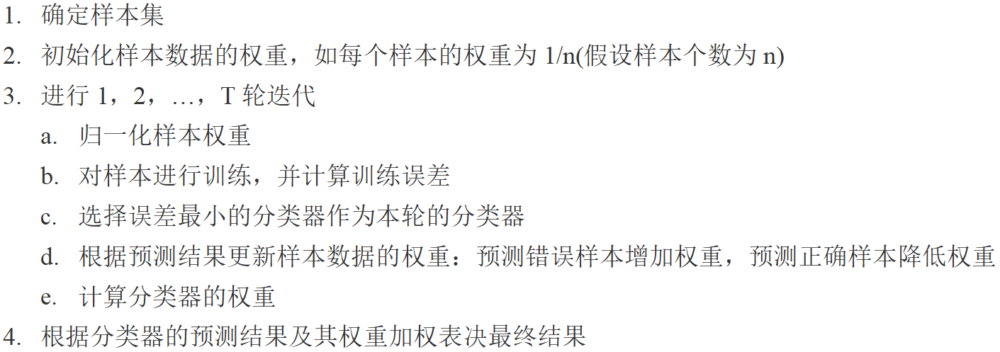 1. 确定样本集
2. 初始化样本数据的权重，如每个样本的权重为 1/n(假设样本个数为 n)
3. 进行 1，2，…，T 轮迭代
a. 归一化样本权重
b. 对样本进行训练，并计算训练误差
c. 选择误差最小的分类器作为本轮的分类器
d. 根据预测结果更新样本数据的权重：预测错误样本增加权重，预测正确样本降低权重
e. 计算分类器的权重
4. 根据分类器的预测结果及其权重加权表决最终结果